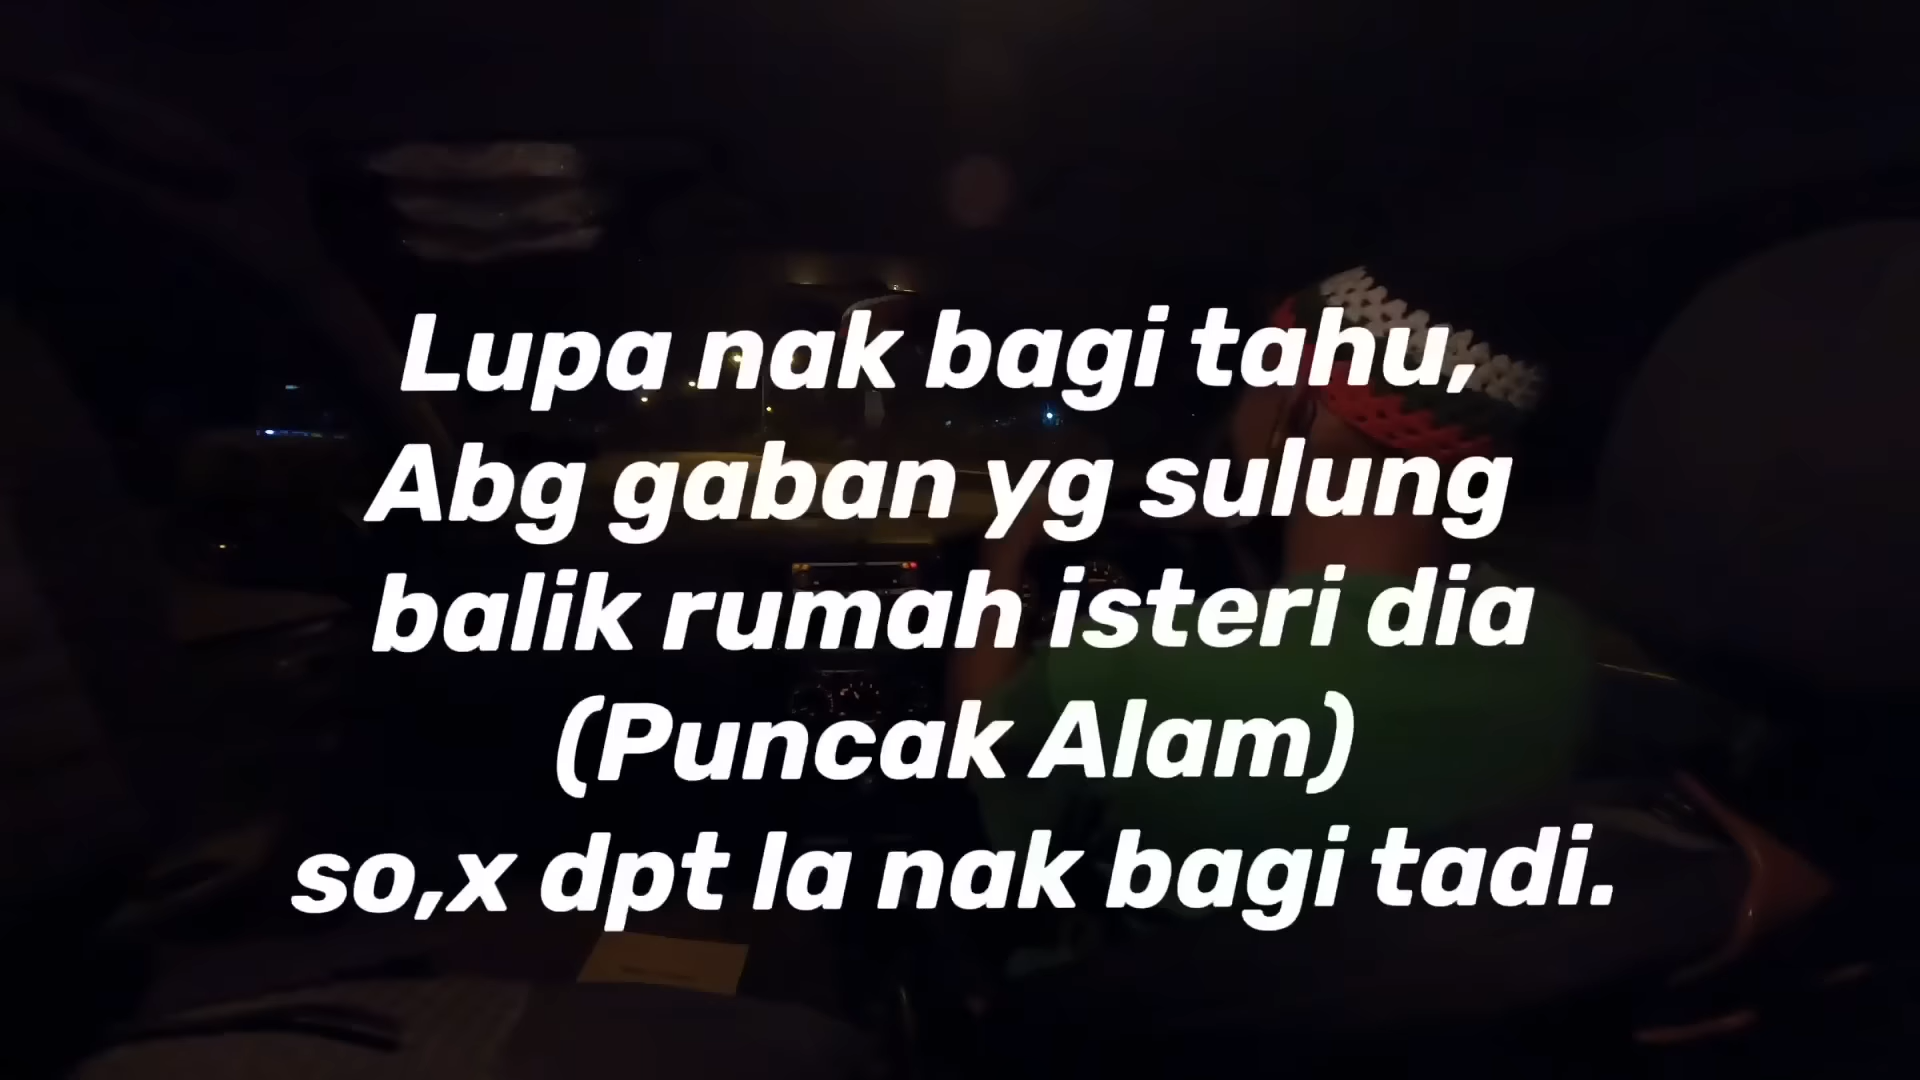 Lupa nak bagi tahu,
Abg gaban yg sulung
balik rumah isteri dia
(Puncak Alam)
so,x dpt la nak bagi tadi.